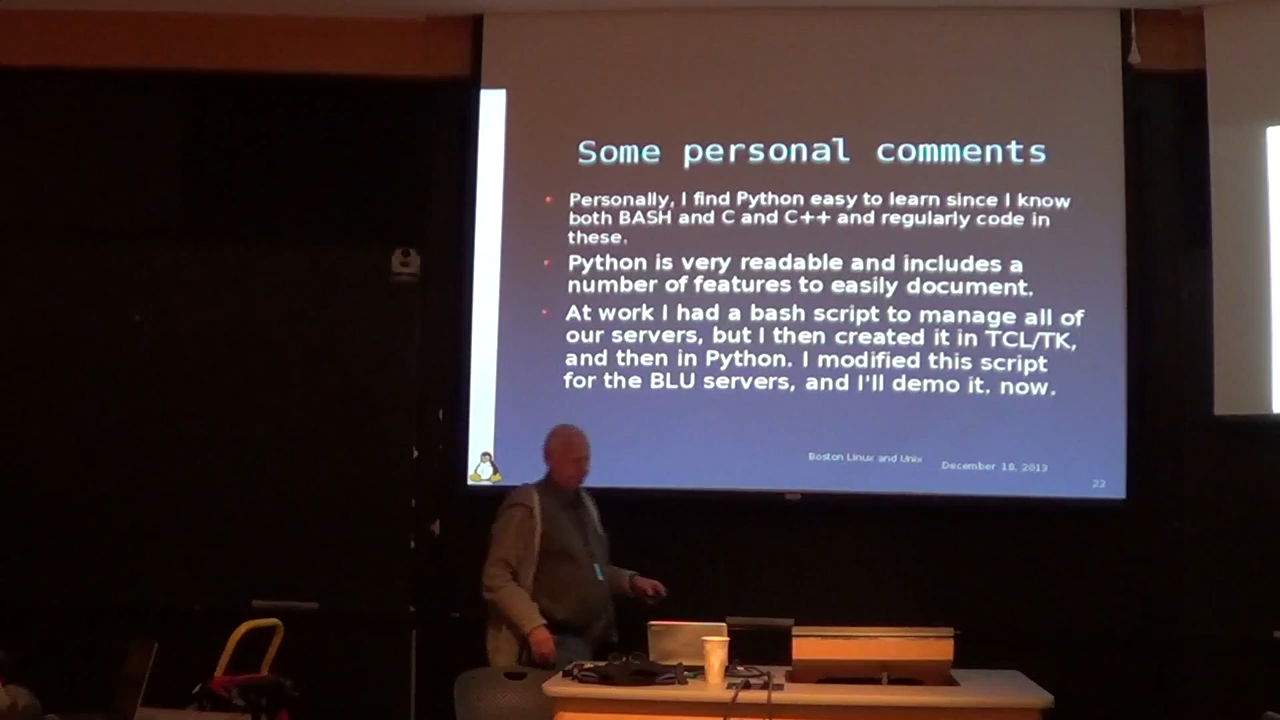 Some personal comments
Personally, I find Python easy to learn since I know
both BASH and C and C++ and regularly code in
these.
Python is very readable and includes a
number of features to easily document.
At work I had a bash script to manage all of
our servers, but I then created it in TCL/TK,
and then in Python. I modified this script
for the BLU servers, and I'll demo it. now.
Boston Linux and Unix
December 18, 2013
22